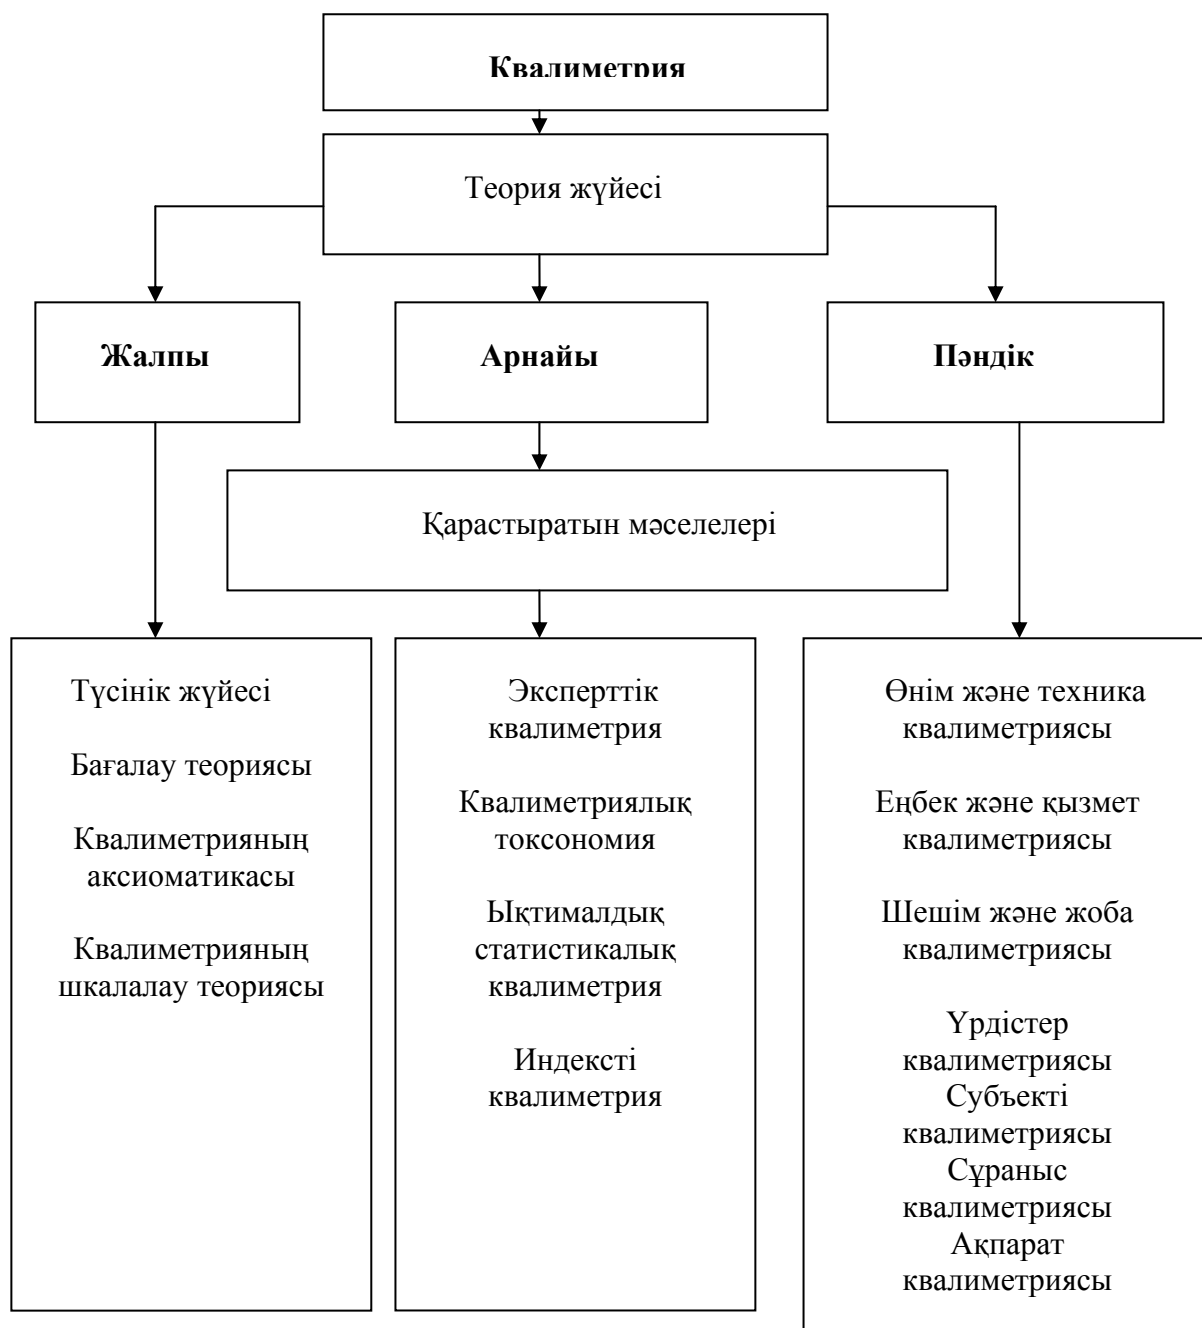 Квалиметрия
Теория жүйесі
Жалпы
Арнайы
Пәндік
Қарастыратын мәселелері
Түсінік жүйесі
Бағалау теориясы
Квалиметрияның
аксиоматикасы
Квалиметрияның
шкалалау теориясы
Эксперттік
квалиметрия
Квалиметриялық
токсономия
Ықтималдық
статистикалық
квалиметрия
Индексті
квалиметрия
Өнім және техника
квалиметриясы
Еңбек және қызмет
квалиметриясы
Шешім және жоба
квалиметриясы
Үрдістер
квалиметриясы
Субъекті
квалиметриясы
Сұраныс
квалиметриясы
Ақпарат
квалиметриясы